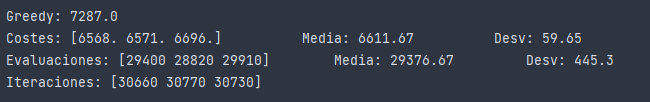 Greedy: 7287.0
Costes: [6568. 6571. 6696.] Media: 6611.67 Desv: 59.65
Evaluaciones: [29400 28820 29910] Media: 29376.67 Desv: 445.3
Iteraciones: [30660 30770 30730]